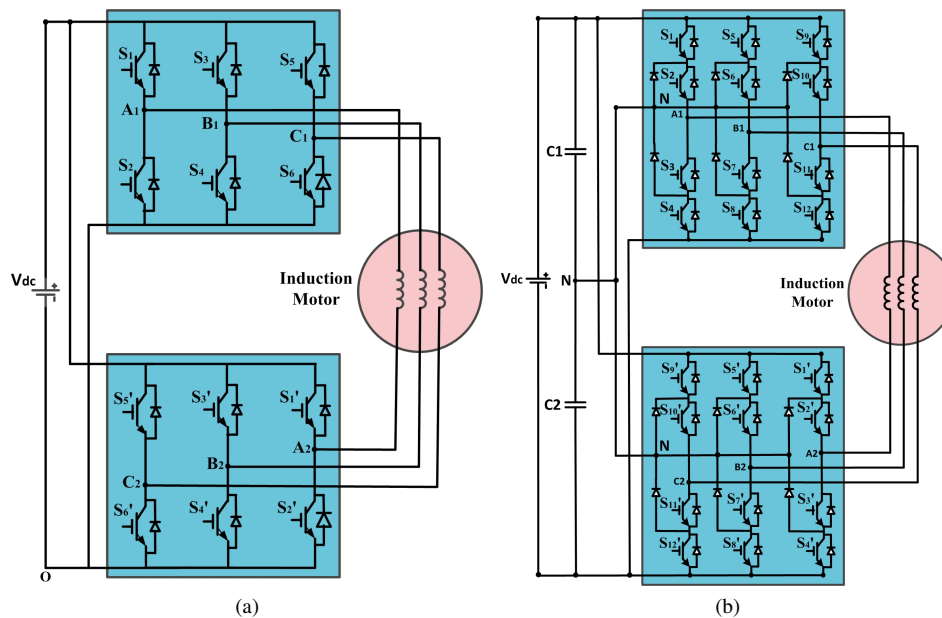 S1
S3
S5
A1
B1
C1
S2
S4
S6
Vdc
Induction
Motor
S5'
S3'
S1'
A2
B2
C2
S6'
S4'
S2'
O
(a)
S1
S5
S9
S2
S6
S10
N
A1
B1
C1
C1
S3
S7
S11
S4
S8
S12
Vdc
N
Induction
Motor
C2
S9'
S5'
S1'
S10'
S6'
S2'
N
A2
B2
C2
S11'
S7'
S3'
S12'
S8'
S4'
(b)